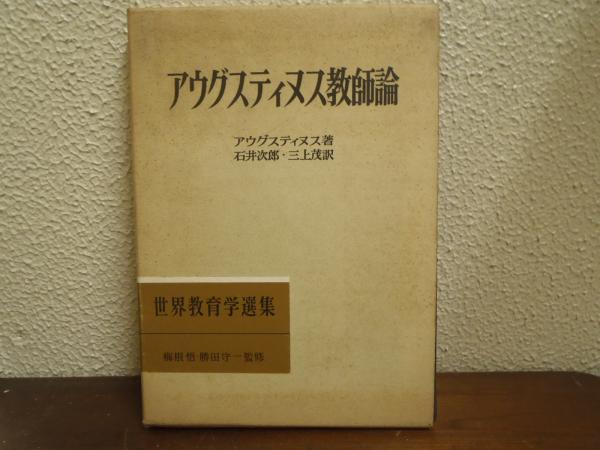 アウグスティヌス教師論
アウグスティヌス著
石井次郎・三上茂訳
世界教育学選集
梅根悟 勝田守一 監修